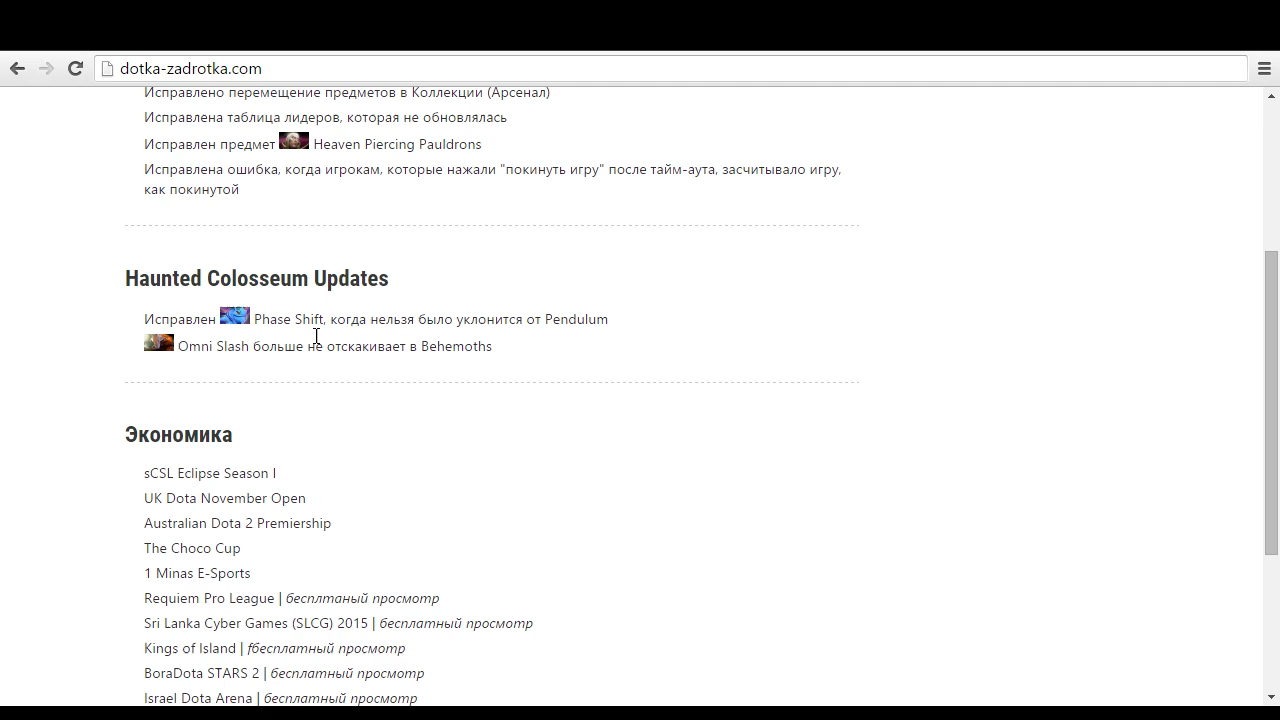 dotka-zadrotka.com
Исправлено перемещение предметов в Коллекции (Арсенал)
Исправлена таблица лидеров, которая не обновлялась
Исправлен предмет Heaven Piercing Pauldrons
Исправлена ошибка, когда игрокам, которые нажали "покинуть игру" после тайм-аута, засчитывало игру,
как покинутой
Haunted Colosseum Updates
Исправлен Phase Shift, когда нельзя было уклонится от Pendulum
Omni Slash больше не отскакивает в Behemoths
Экономика
sCSL Eclipse Season I
UK Dota November Open
Australian Dota 2 Premiership
The Choco Cup
1 Minas E-Sports
Requiem Pro League | бесплтаный просмотр
Sri Lanka Cyber Games (SLCG) 2015 | бесплатный просмотр
Kings of Island | fбесплатный просмотр
BoraDota STARS 2 | бесплатный просмотр
Israel Dota Arena | бесплатный просмотр